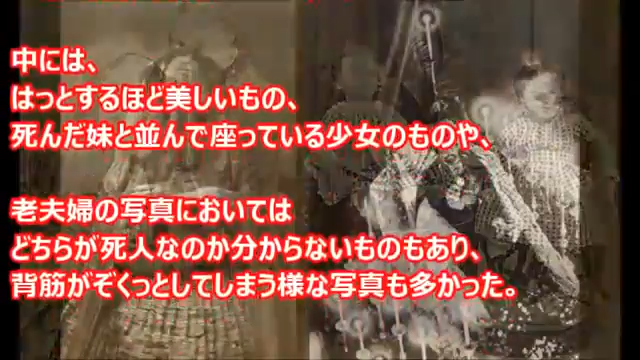 中には、
はっとするほど美しいもの、
死んだ妹と並んで座っている少女のものや、
老夫婦の写真においては
どちらが死人なのか分からないものもあり、
背筋がぞくっとしてしまう様な写真も多かった。